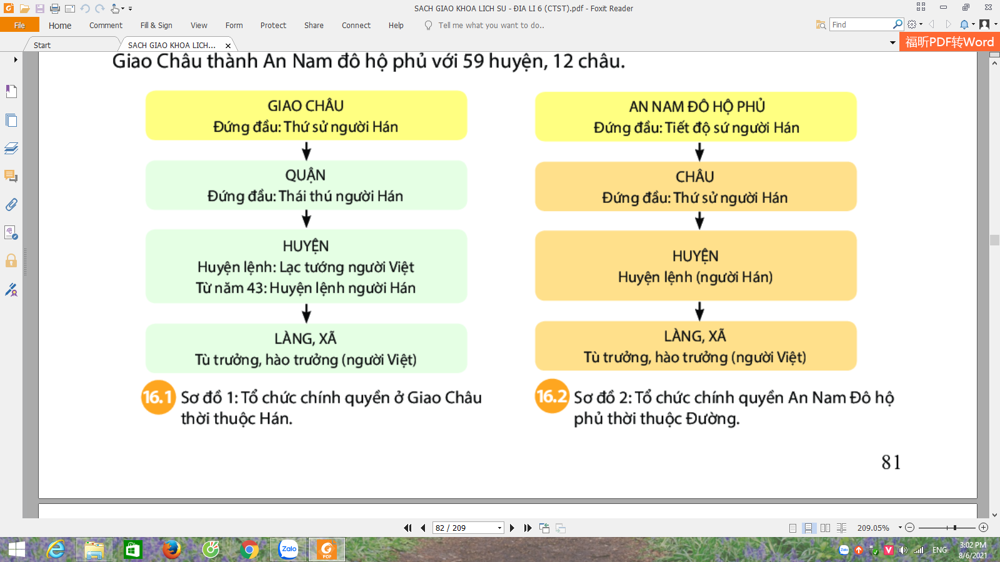 SACH GIAO KHOA LICH SU - ĐIA LI 6 (CTST).pdf - Foxit Reader
File Home Comment Fill & Sign View Form Protect Share Connect Help Tell me what you want to do.. Find
Start SACH GIAO KHOA LICH... 福昕PDF转Word
Giao Châu thành An Nam đô hộ phủ với 59 huyện, 12 châu.
GIAO CHÂU
Đứng đầu: Thứ sử người Hán
QUẬN
Đứng đầu: Thái thú người Hán
HUYỆN
Huyện lệnh: Lạc tướng người Việt
Từ năm 43: Huyện lệnh người Hán
LÀNG, XÃ
Tù trưởng, hào trưởng (người Việt)
16.1 Sơ đồ 1: Tổ chức chính quyền ở Giao Châu
thời thuộc Hán.
AN NAM ĐÔ HỘ PHỦ
Đứng đầu: Tiết độ sứ người Hán
CHÂU
Đứng đầu: Thứ sử người Hán
HUYỆN
Huyện lệnh (người Hán)
LÀNG, XÃ
Tù trưởng, hào trưởng (người Việt)
16.2 Sơ đồ 2: Tổ chức chính quyền An Nam Đô hộ
phủ thời thuộc Đường.
81
82 / 209
209.05%
Zalo
PDF
Zalo
ENG
3:02 PM
8/6/2021